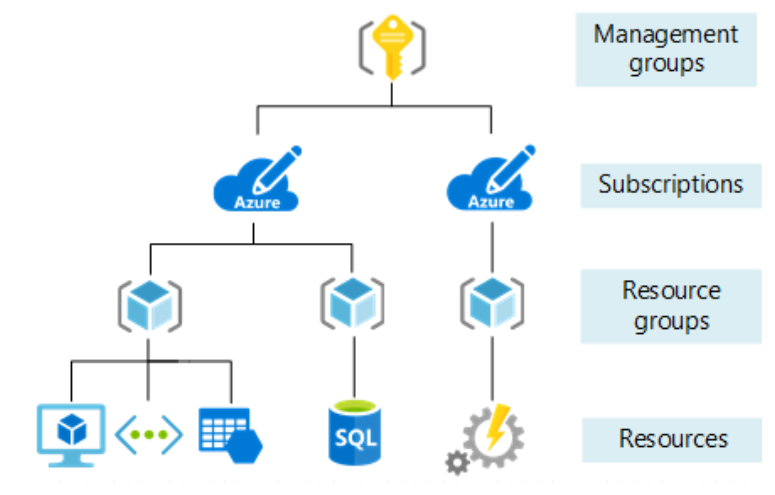 Management
groups
Azure
Azure
Subscriptions
Resource
groups
SQL
Resources